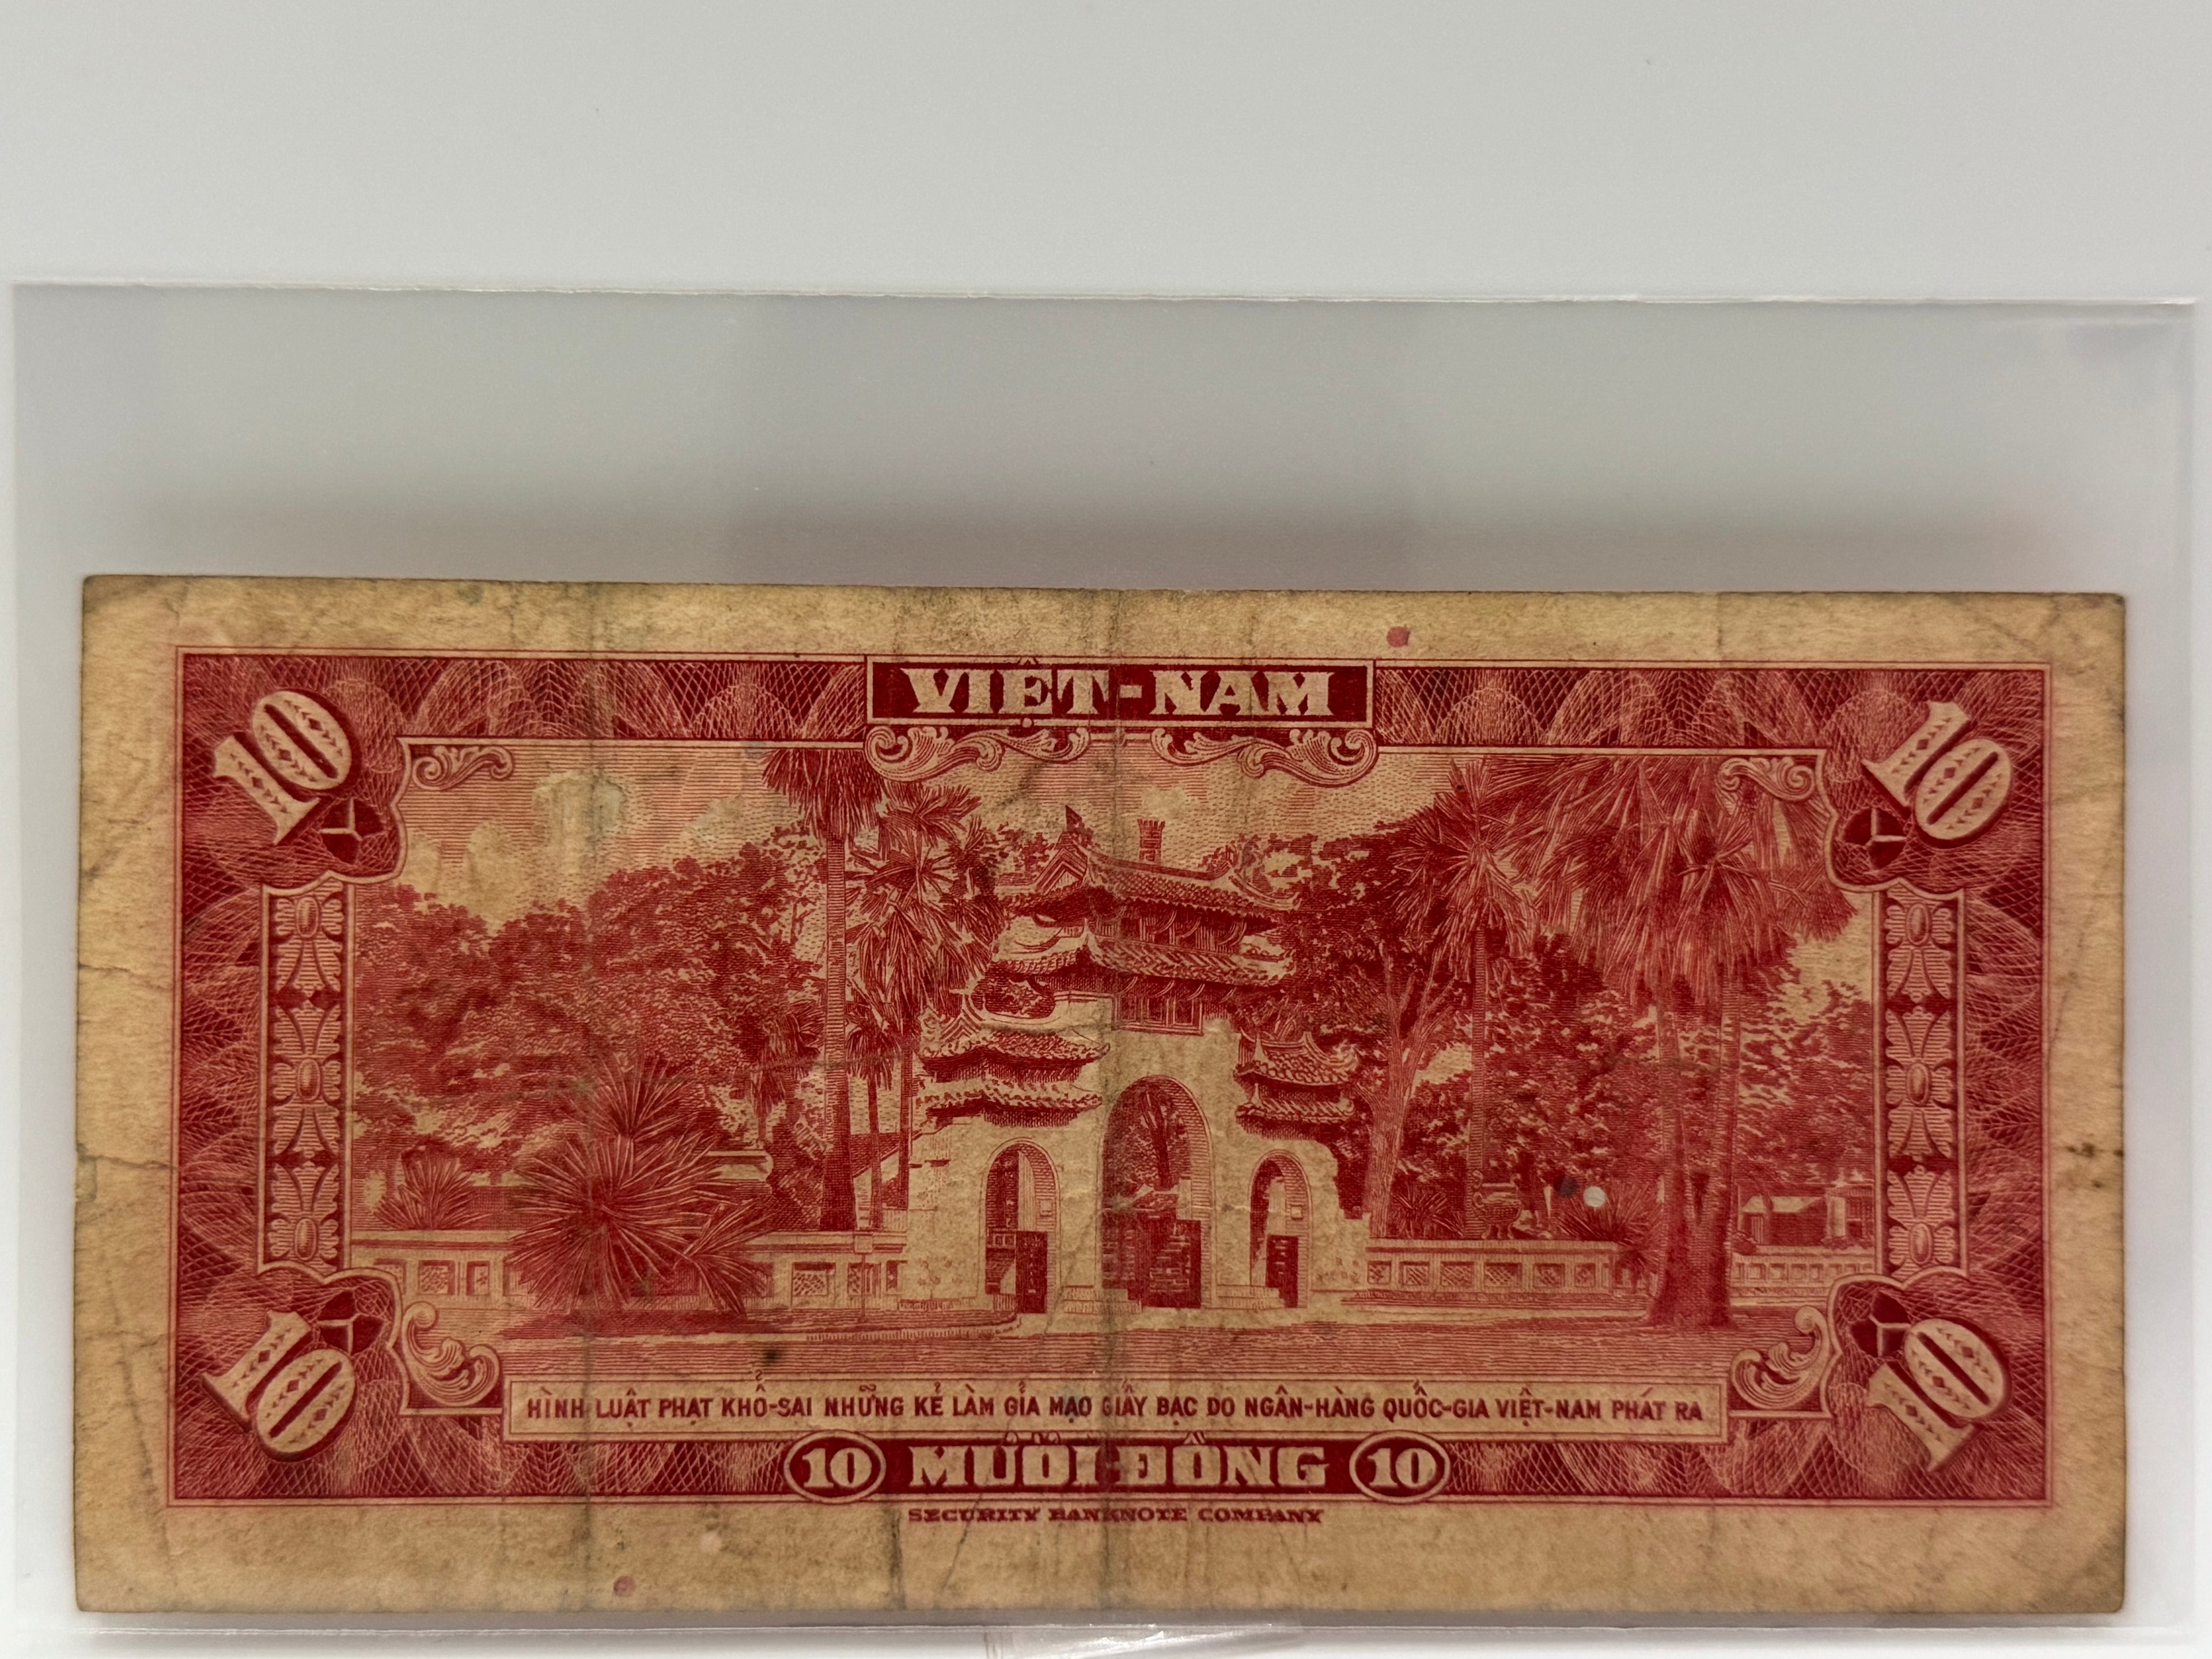 VIỆT-NAM
10
10
10
10
HÌNH LUẬT PHẠT KHỔ-SAI NHỮNG KẺ LÀM GIẢ MẠO GIẤY BẠC DO NGÂN-HÀNG QUỐC-GIA VIỆT-NAM PHÁT RA
10 MƯỜI-ĐỒNG 10
SECURITY BANKNOTE COMPANY